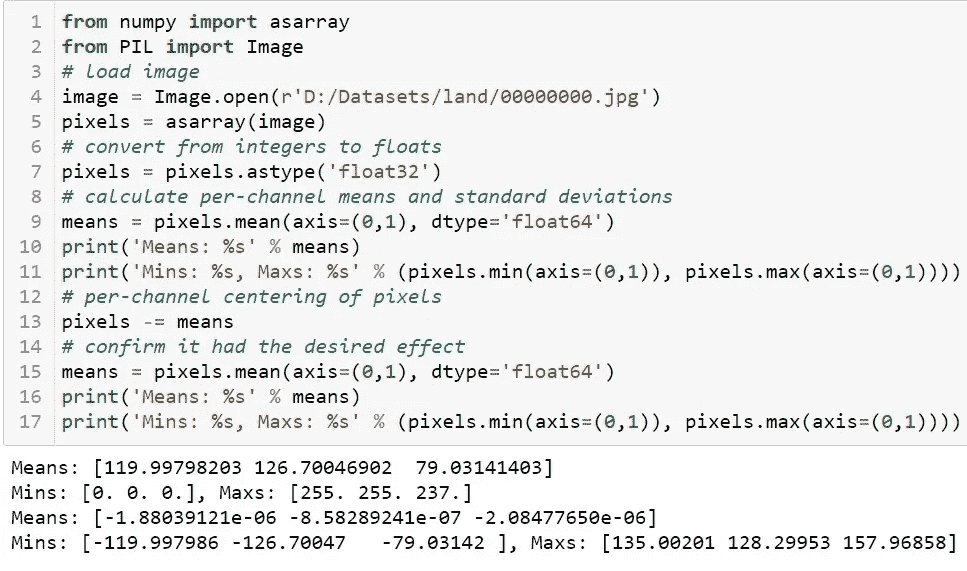 1 from numpy import asarray
2 from PIL import Image
3 # load image
4 image = Image.open(r'D:/Datasets/land/00000000.jpg')
5 pixels = asarray(image)
6 # convert from integers to floats
7 pixels = pixels.astype('float32')
8 # calculate per-channel means and standard deviations
9 means = pixels.mean(axis=(0,1), dtype='float64')
10 print('Means: %s' % means)
11 print('Mins: %s, Maxs: %s' % (pixels.min(axis=(0,1)), pixels.max(axis=(0,1))))
12 # per-channel centering of pixels
13 pixels -= means
14 # confirm it had the desired effect
15 means = pixels.mean(axis=(0,1), dtype='float64')
16 print('Means: %s' % means)
17 print('Mins: %s, Maxs: %s' % (pixels.min(axis=(0,1)), pixels.max(axis=(0,1))))
Means: [119.99798203 126.70046902  79.03141403]
Mins: [0. 0. 0.], Maxs: [255. 255. 237.]
Means: [-1.88039121e-06 -8.58289241e-07 -2.08477650e-06]
Mins: [-119.997986 -126.70047   -79.03142 ], Maxs: [135.00201 128.29953 157.96858]